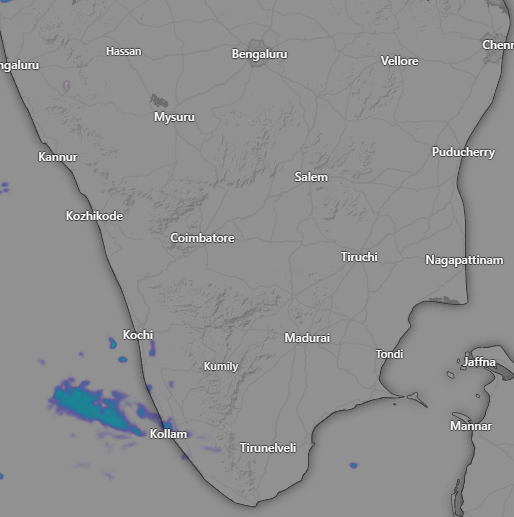 Hassan
Bengaluru
Chenn
ngaluru
Vellore
Mysuru
Kannur
Puducherry
Salem
Kozhikode
Coimbatore
Tiruchi
Nagapattinam
Kochi
Madurai
Tondi
Kumily
Jaffna
Kollam
Mannar
Tirunelveli